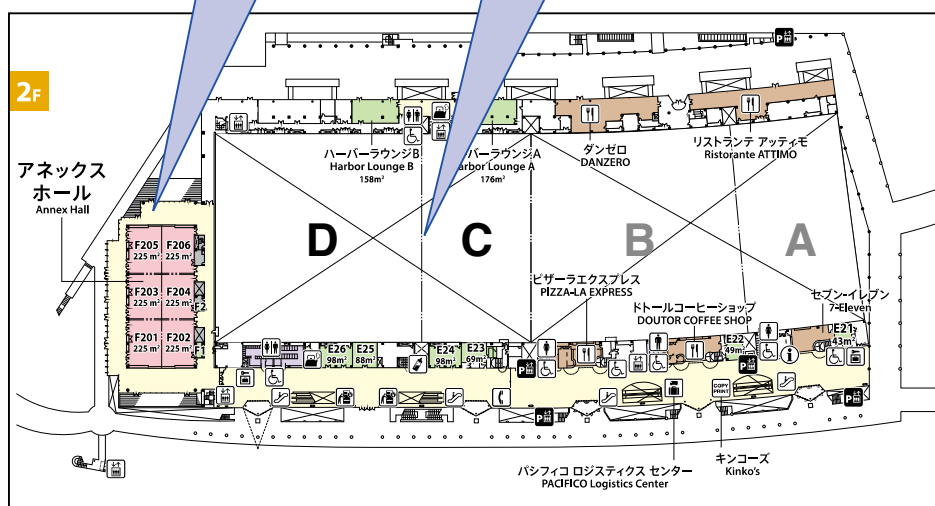 2F
アネックス
ホール
Annex Hall
ハーバーラウンジB
Harbor Lounge B
158m²
ハーバーラウンジA
Harbor Lounge A
176m²
ダンゼロ
DANZERO
リストランテ アッティモ
Ristorante ATTIMO
D
C
B
A
F205
225 m²
F206
225 m²
F203
225 m²
F204
225 m²
F201
225 m²
F202
225 m²
F2
F1
ピザーラエクスプレス
PIZZA-LA EXPRESS
ドトールコーヒーショップ
DOUTOR COFFEE SHOP
セブン-イレブン
7-Eleven
E26
98m²
E25
88m²
E24
98m²
E23
69m²
E22
49m²
E21
43m²
P
P
P
P
P
COPY
PRINT
パシフィコ ロジスティクス センター
PACIFICO Logistics Center
キンコーズ
Kinko's